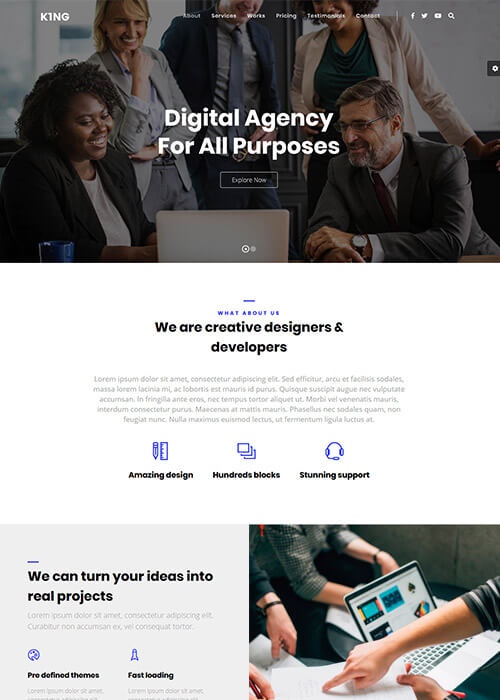 K1NG
About Services Works Pricing Testimonials Contact
Digital Agency
For All Purposes
Explore Now
WHAT ABOUT US
We are creative designers &
developers
Lorem ipsum dolor sit amet, consectetur adipiscing elit. Sed efficitur, arcu et facilisis sodales,
massa lorem lacinia mi, ac lobortis est mauris id purus. Quisque suscipit augue nec vulputate
accumsan. In fringilla ante eros, nec tempus tortor aliquet ut. Morbi vel venenatis mauris,
interdum consectetur purus. Maecenas at mattis mauris. Phasellus nec sodales quam, non
feugiat nunc. Nulla maximus euismod lectus, ut fermentum ligula luctus at.
Amazing design
Hundreds blocks
Stunning support
We can turn your ideas into
real projects
Lorem ipsum dolor sit amet, consectetur adipiscing elit.
Curabitur non accumsan ex, vel consequat tortor.
Pre defined themes
Fast loading
Lorem ipsum dolor sit amet,
Lorem ipsum dolor sit amet,